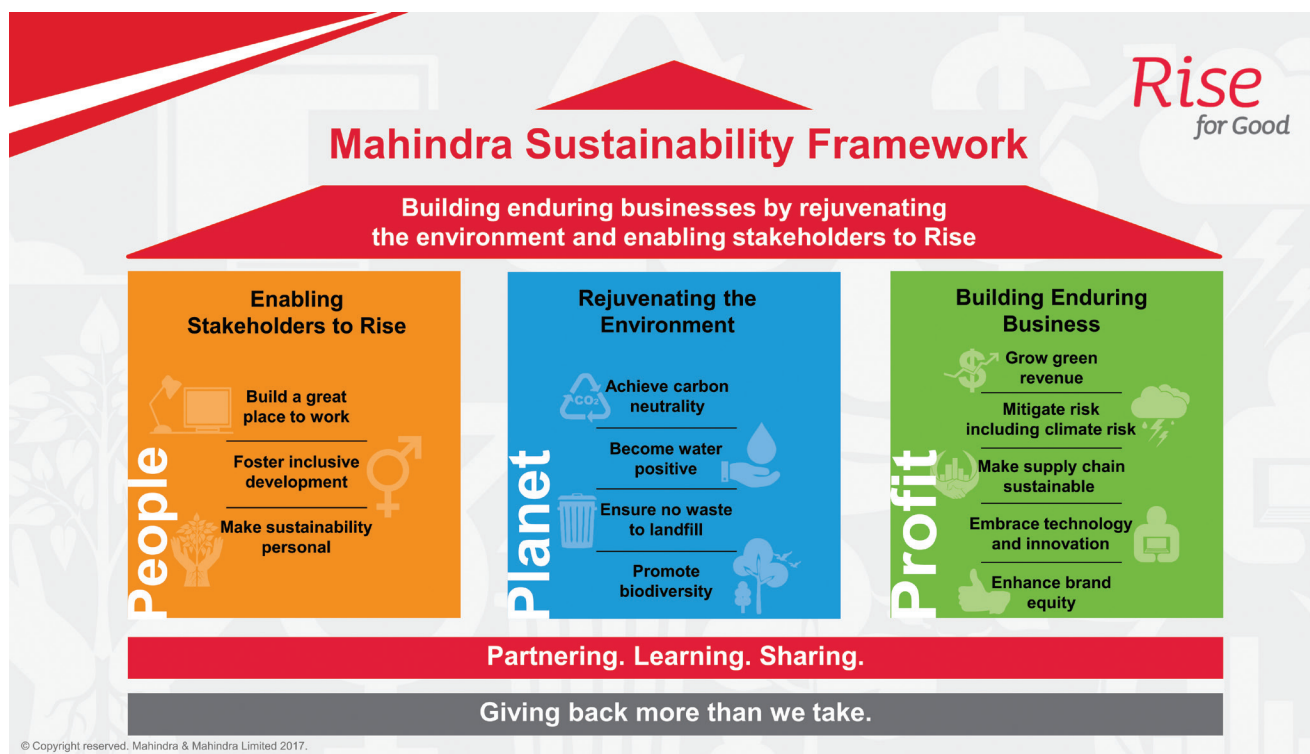 Rise
for Good
Mahindra Sustainability Framework
Building enduring businesses by rejuvenating
the environment and enabling stakeholders to Rise
Enabling
Stakeholders to Rise
People
Build a great
place to work
Foster inclusive
development
Make sustainability
personal
Rejuvenating the
Environment
Planet
CO₂
Achieve carbon
neutrality
Become water
positive
Ensure no waste
to landfill
Promote
biodiversity
Building Enduring
Business
Profit
Grow green
revenue
Mitigate risk
including climate risk
Make supply chain
sustainable
Embrace technology
and innovation
Enhance brand
equity
Partnering. Learning. Sharing.
Giving back more than we take.
© Copyright reserved. Mahindra & Mahindra Limited 2017.